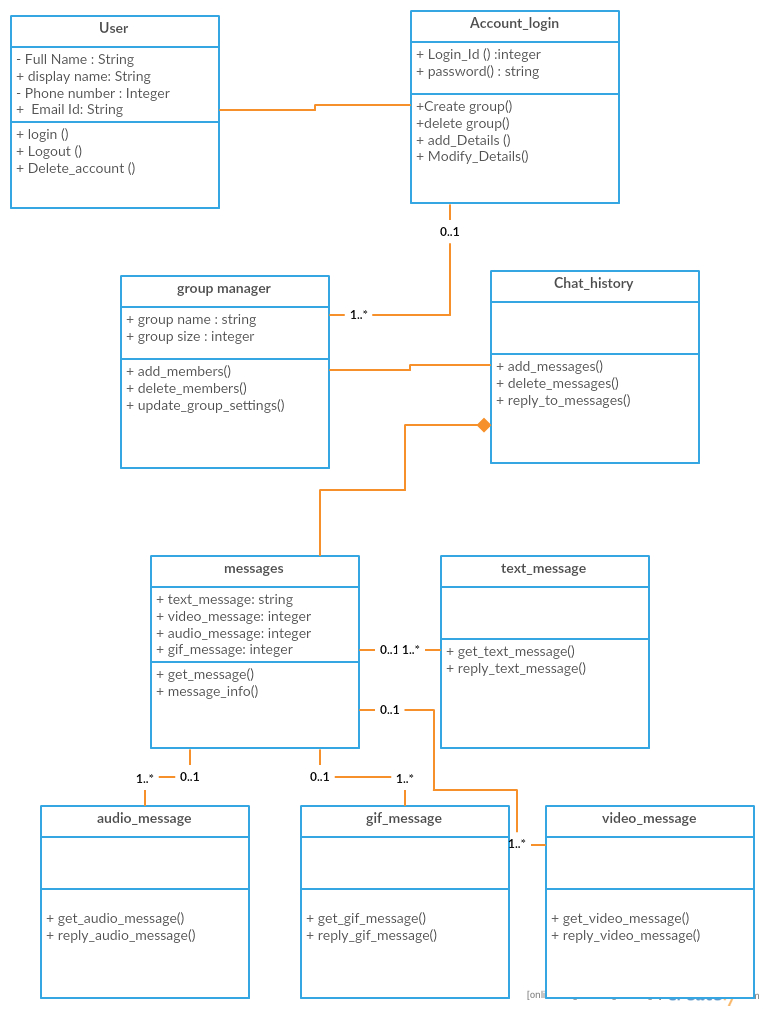 User
- Full Name : String
+ display name: String
- Phone number : Integer
+ Email Id: String
+ login ()
+ Logout ()
+ Delete_account ()
Account_login
+ Login_Id () :integer
+ password() : string
+Create group()
+delete group()
+ add_Details ()
+ Modify_Details()
0..1
1..*
group manager
+ group name : string
+ group size : integer
+ add_members()
+ delete_members()
+ update_group_settings()
Chat_history
+ add_messages()
+ delete_messages()
+ reply_to_messages()
messages
+ text_message: string
+ video_message: integer
+ audio_message: integer
+ gif_message: integer
+ get_message()
+ message_info()
0..1 1..*
text_message
+ get_text_message()
+ reply_text_message()
0..1
1..* 0..1
0..1 1..*
1..*
audio_message
+ get_audio_message()
+ reply_audio_message()
gif_message
+ get_gif_message()
+ reply_gif_message()
video_message
+ get_video_message()
+ reply_video_message()